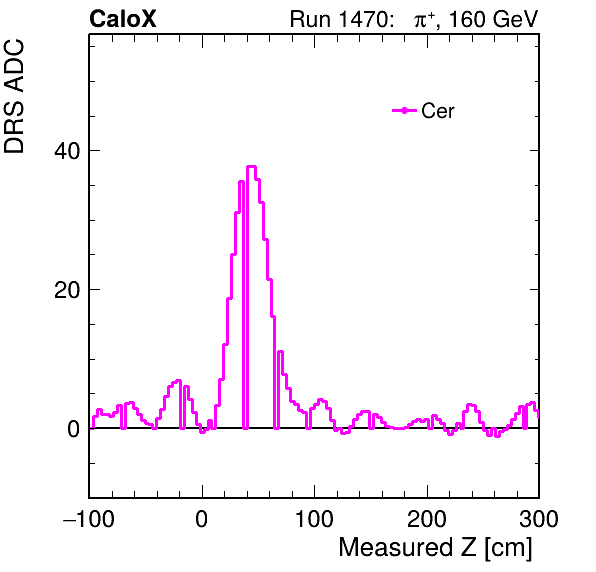 CaloX Run 1470: π⁺, 160 GeV
DRS ADC
Cer
40
20
0
−100 0 100 200 300
Measured Z [cm]